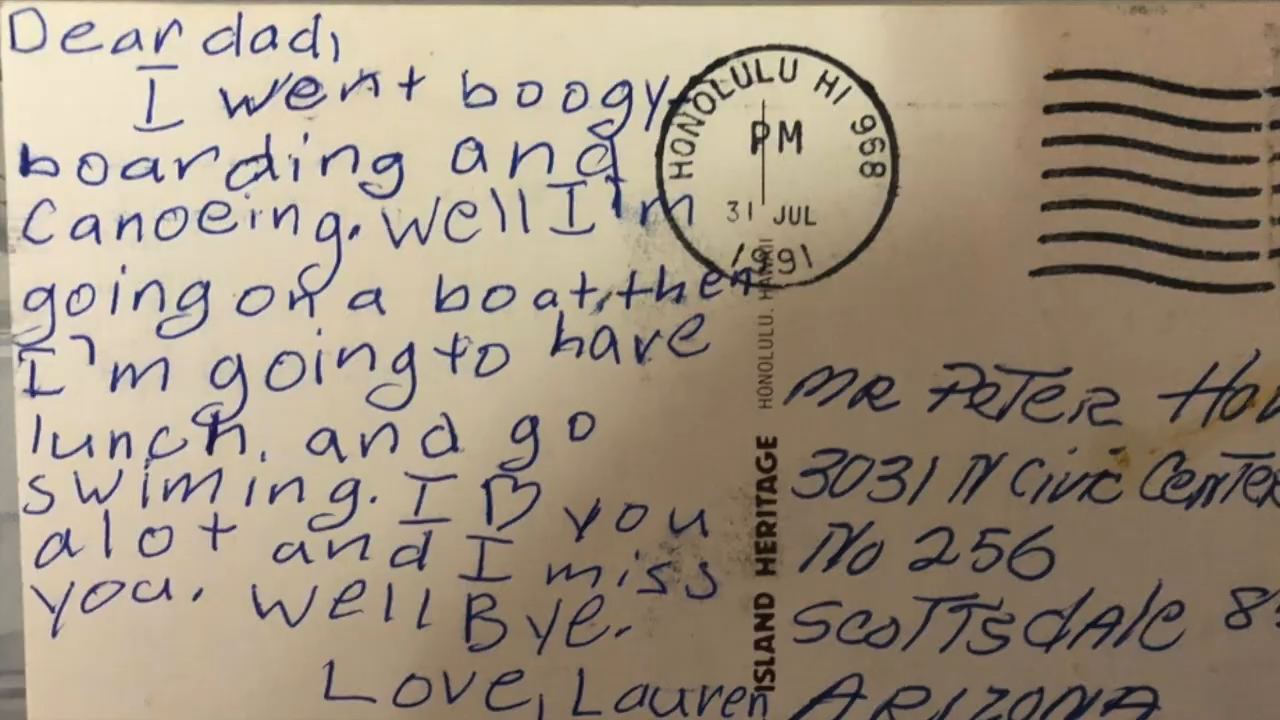 Dear dad,
I went boogy
boarding and
Canoeing. Well I'm
going on a boat, then
I'm going to have
lunch, and go
swiming. I ♡ you
alot and I miss
you. Well Bye.
Love, Lauren
HONOLULU HI 968
PM
31 JUL
1991
ISLAND HERITAGE HONOLULU, HAWAII
MR PETER
3031 N Civic Center
No 256
SCOTTSdAle 85
ARIZONA